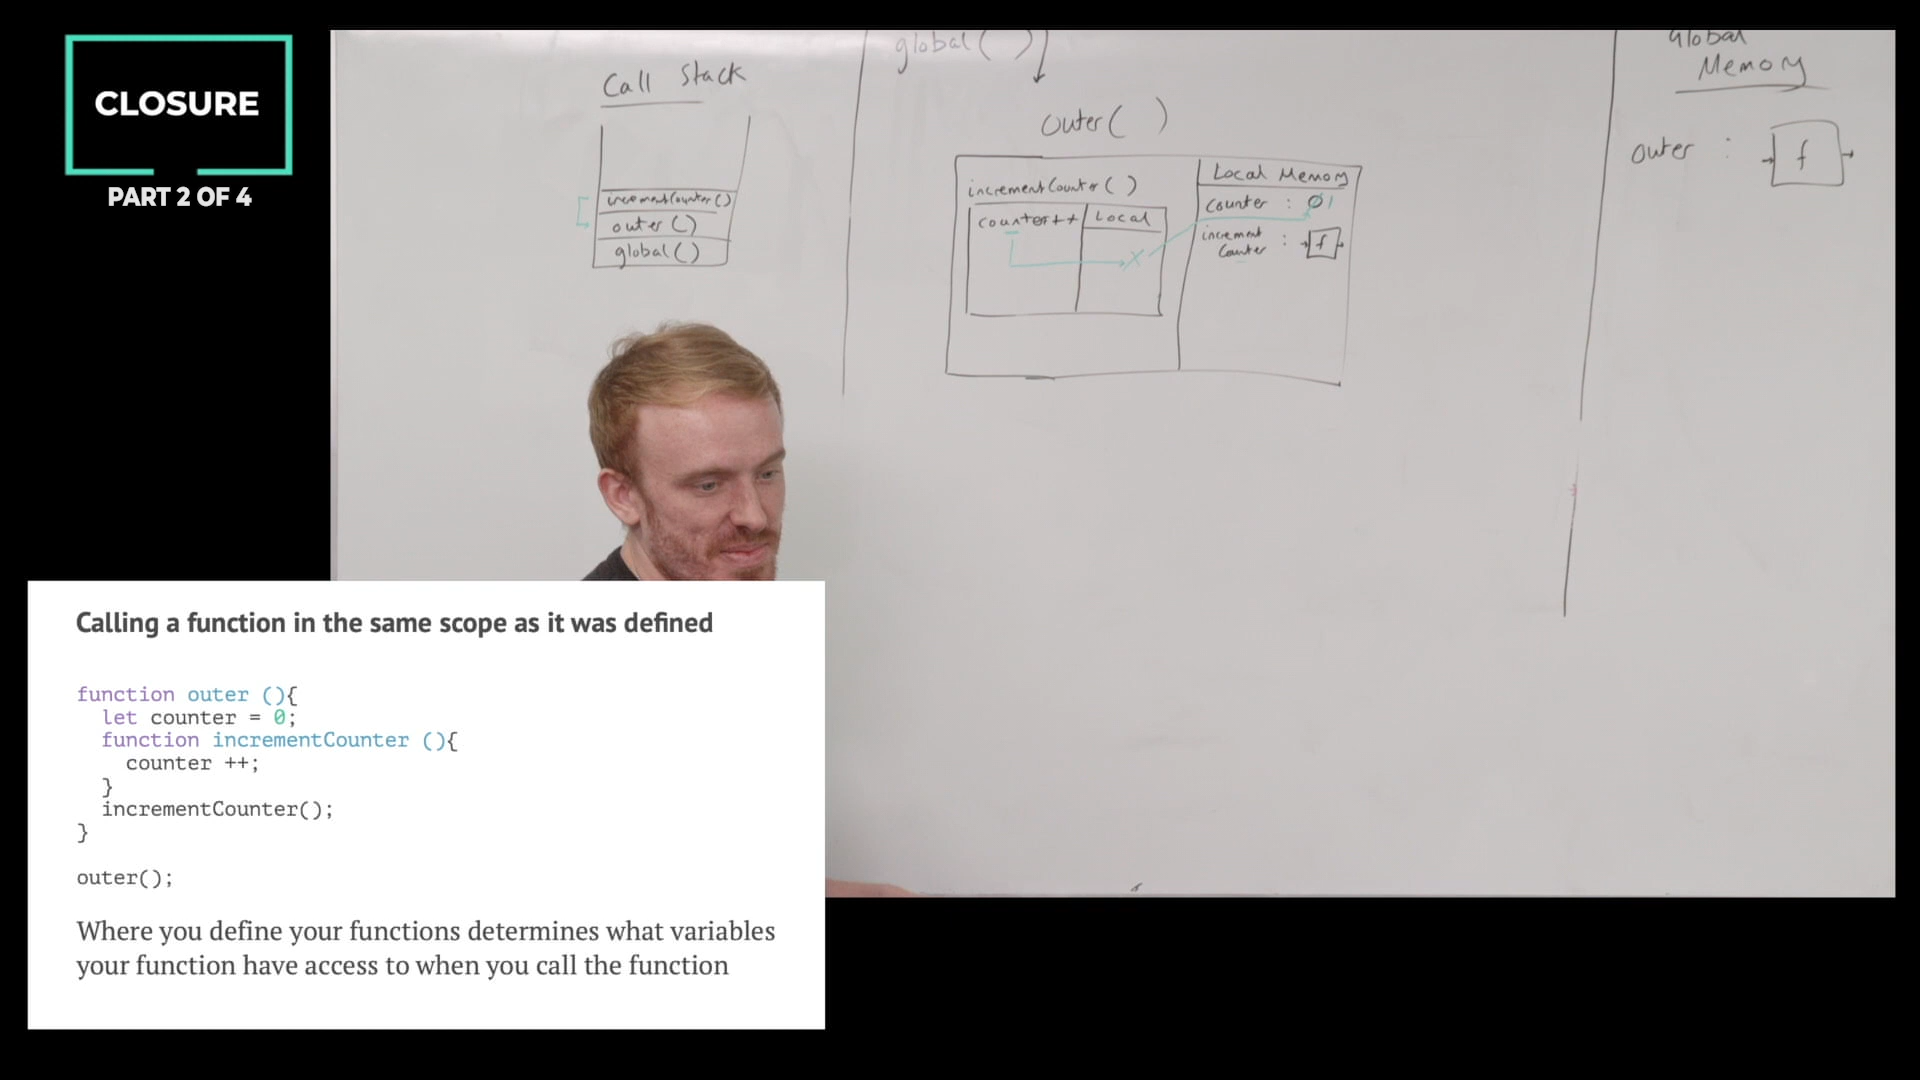 CLOSURE
PART 2 OF 4
Call Stack
incrementCounter()
outer()
global()
global()
outer( )
incrementCounter()
counter++
Local
Local Memory
counter : 0 1
increment
Counter : f
Global
Memory
outer : f
Calling a function in the same scope as it was defined
function outer (){
let counter = 0;
function incrementCounter (){
counter ++;
}
incrementCounter();
}
outer();
Where you define your functions determines what variables
your function have access to when you call the function